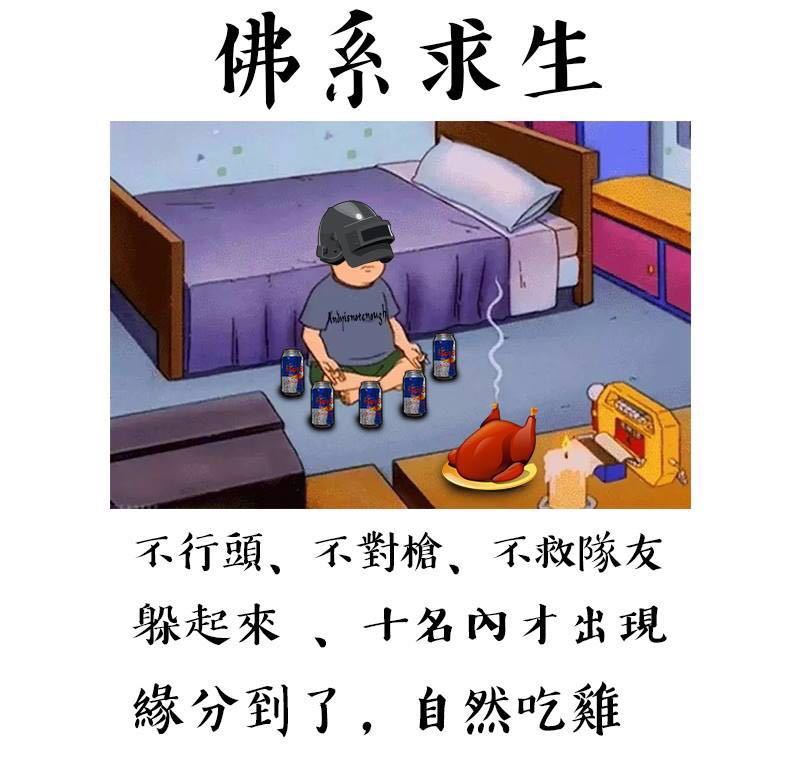 佛系求生
Andyisnotenough
不行頭、不對槍、不救隊友
躲起來 、十名內才出現
緣分到了，自然吃雞